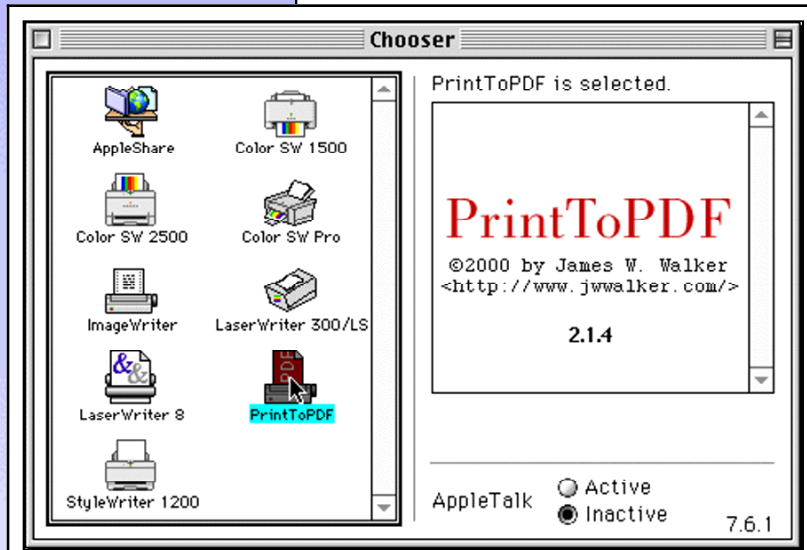 Chooser
AppleShare
Color SW 1500
Color SW 2500
Color SW Pro
ImageWriter
LaserWriter 300/LS
LaserWriter 8
PDF
PrintToPDF
StyleWriter 1200
PrintToPDF is selected.
PrintToPDF
©2000 by James W. Walker
<http://www.jwwalker.com/>
2.1.4
AppleTalk
Active
Inactive
7.6.1